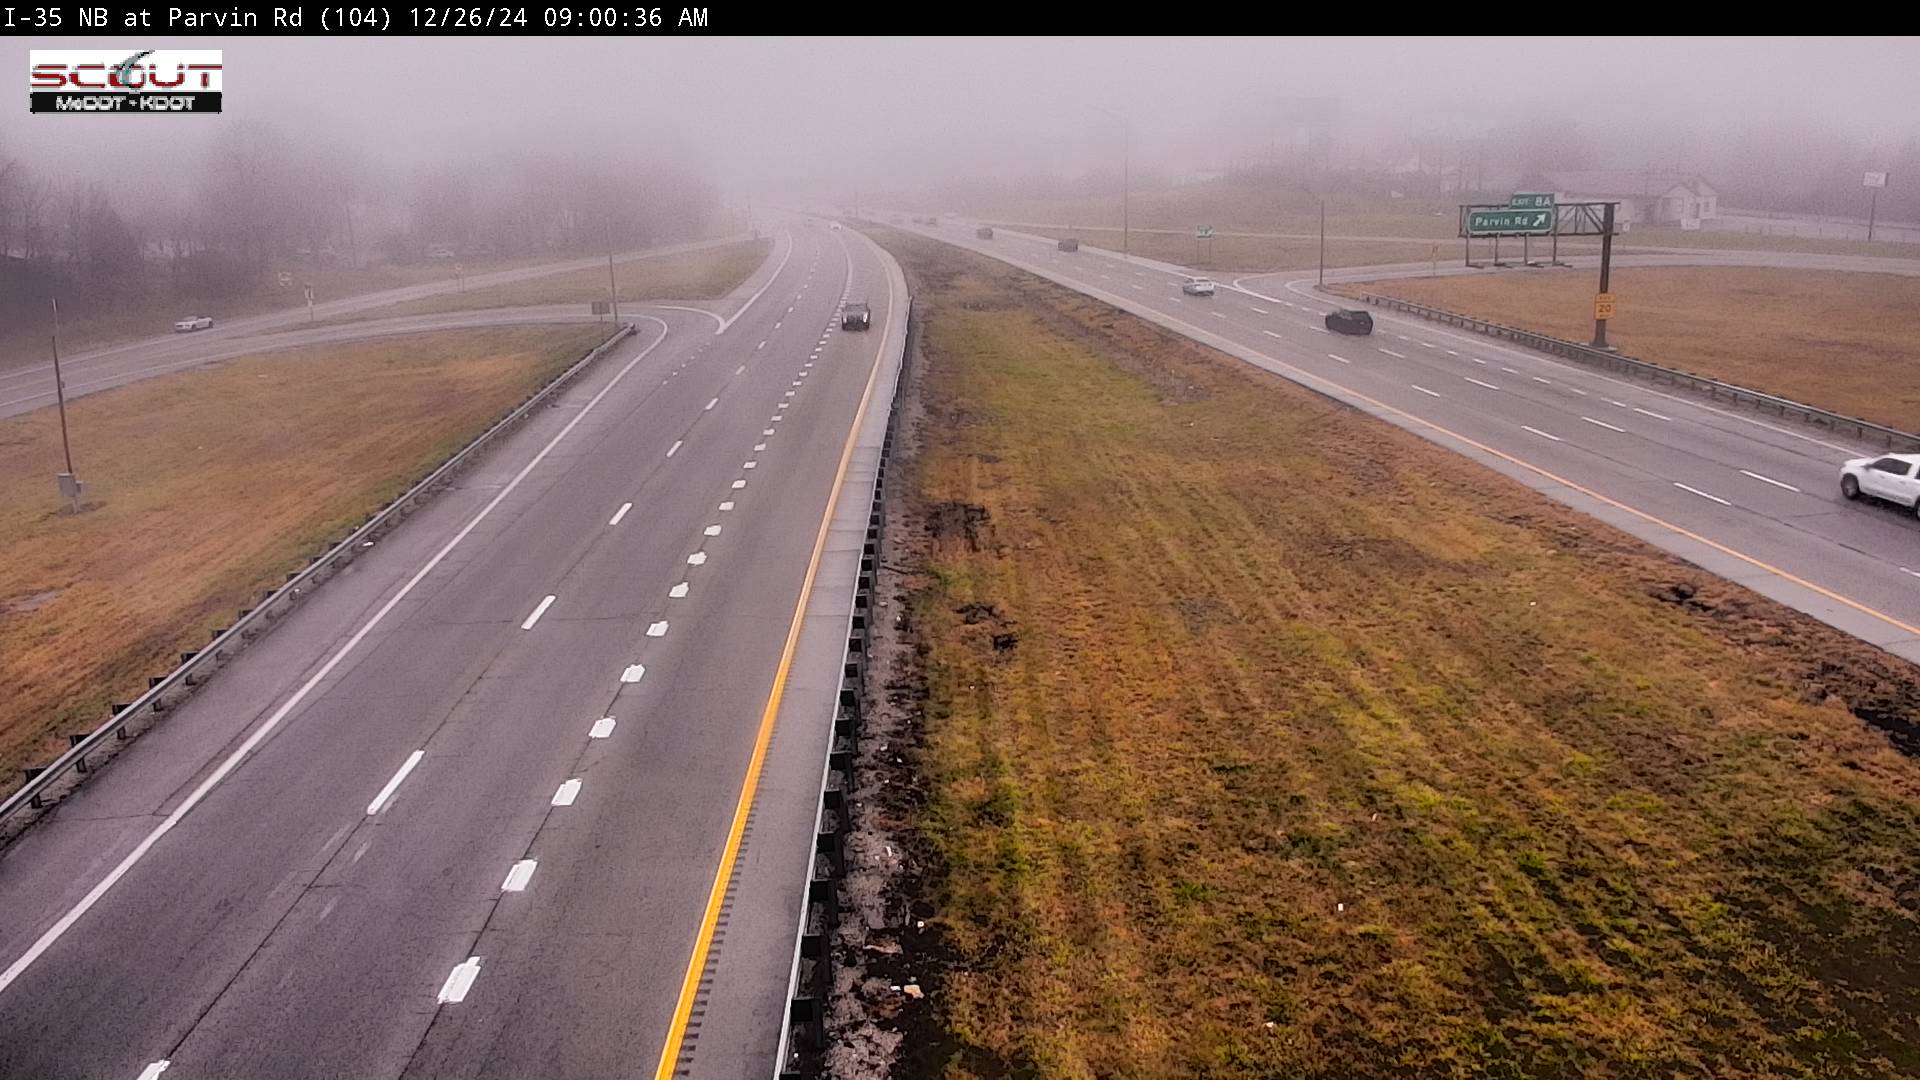 I-35 NB at Parvin Rd (104) 12/26/24 09:00:36 AM
SCOUT
MoDOT - KDOT
EXIT 8A
Parvin Rd
20